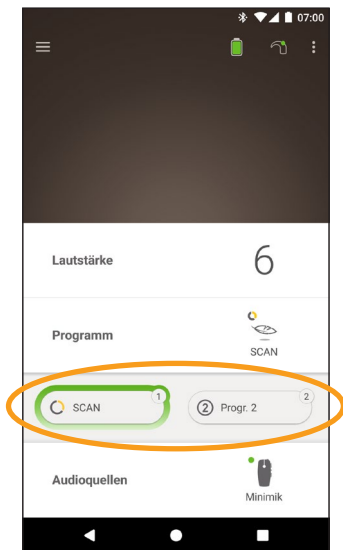 07:00
Lautstärke 6
Programm
SCAN
SCAN 1 2 Progr. 2 2
Audioquellen
Minimik